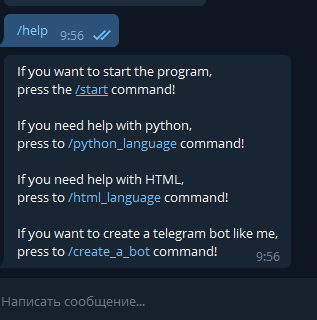 /help 9:56
If you want to start the program,
press the /start command!
If you need help with python,
press to /python_language command!
If you need help with HTML,
press to /html_language command!
If you want to create a telegram bot like me,
press to /create_a_bot command!
9:56
Написать сообщение...